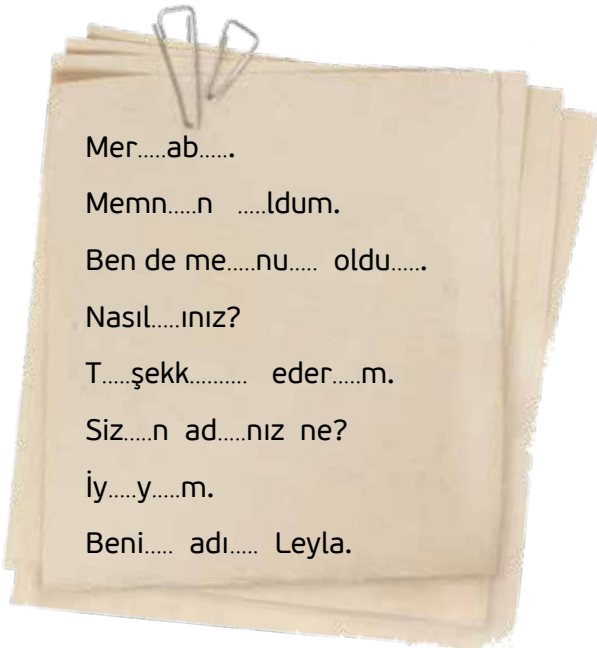 Mer.....ab......
Memn.....n .....ldum.
Ben de me.....nu..... oldu......
Nasıl.....ınız?
T.....şekk.......... eder.....m.
Siz.....n ad.....nız ne?
İy.....y.....m.
Beni..... adı..... Leyla.